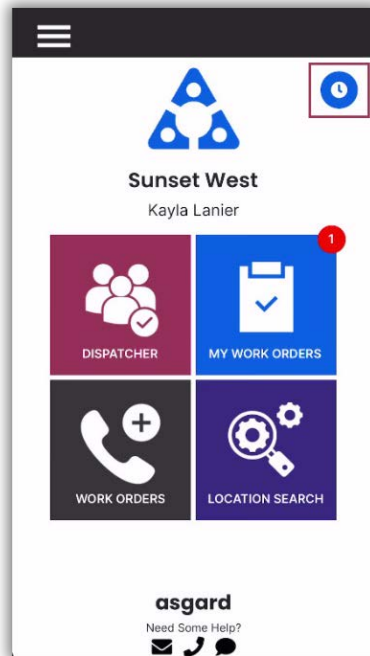 Sunset West
Kayla Lanier
1
DISPATCHER
MY WORK ORDERS
WORK ORDERS
LOCATION SEARCH
asgard
Need Some Help?